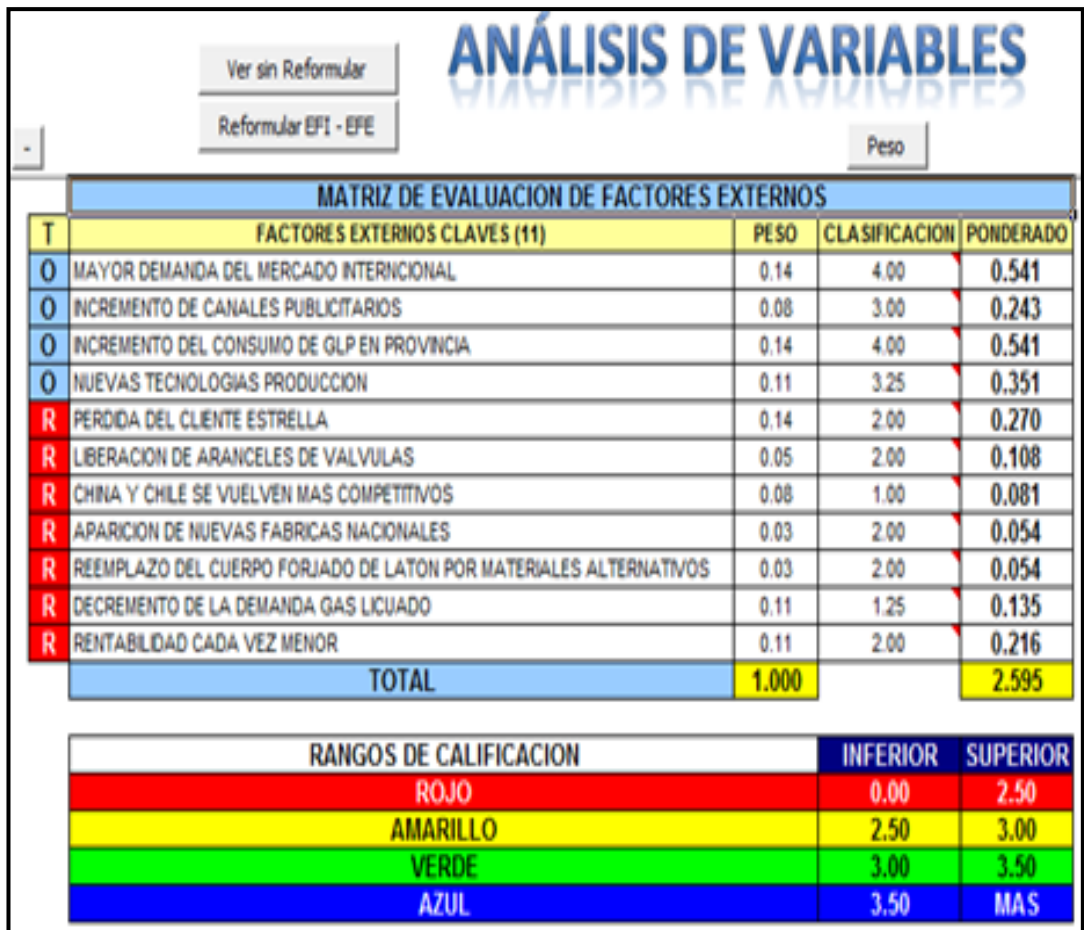 ANÁLISIS DE VARIABLES
Ver sin Reformular
Reformular EFI - EFE
-
Peso
MATRIZ DE EVALUACION DE FACTORES EXTERNOS
T FACTORES EXTERNOS CLAVES (11) PESO CLASIFICACION PONDERADO
O MAYOR DEMANDA DEL MERCADO INTERNCIONAL 0.14 4.00 0.541
O INCREMENTO DE CANALES PUBLICITARIOS 0.08 3.00 0.243
O INCREMENTO DEL CONSUMO DE GLP EN PROVINCIA 0.14 4.00 0.541
O NUEVAS TECNOLOGIAS PRODUCCION 0.11 3.25 0.351
R PERDIDA DEL CLIENTE ESTRELLA 0.14 2.00 0.270
R LIBERACION DE ARANCELES DE VALVULAS 0.05 2.00 0.108
R CHINA Y CHILE SE VUELVEN MAS COMPETITIVOS 0.08 1.00 0.081
R APARICION DE NUEVAS FABRICAS NACIONALES 0.03 2.00 0.054
R REEMPLAZO DEL CUERPO FORJADO DE LATON POR MATERIALES ALTERNATIVOS 0.03 2.00 0.054
R DECREMENTO DE LA DEMANDA GAS LICUADO 0.11 1.25 0.135
R RENTABILIDAD CADA VEZ MENOR 0.11 2.00 0.216
TOTAL 1.000 2.595
RANGOS DE CALIFICACION INFERIOR SUPERIOR
ROJO 0.00 2.50
AMARILLO 2.50 3.00
VERDE 3.00 3.50
AZUL 3.50 MAS